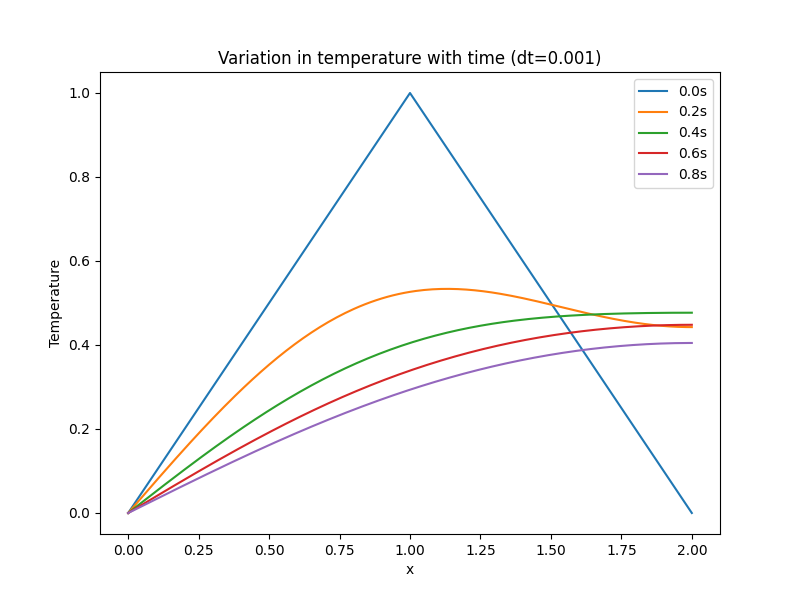 Variation in temperature with time (dt=0.001)
0.0s
0.2s
0.4s
0.6s
0.8s
Temperature
1.0
0.8
0.6
0.4
0.2
0.0
0.00 0.25 0.50 0.75 1.00 1.25 1.50 1.75 2.00
x